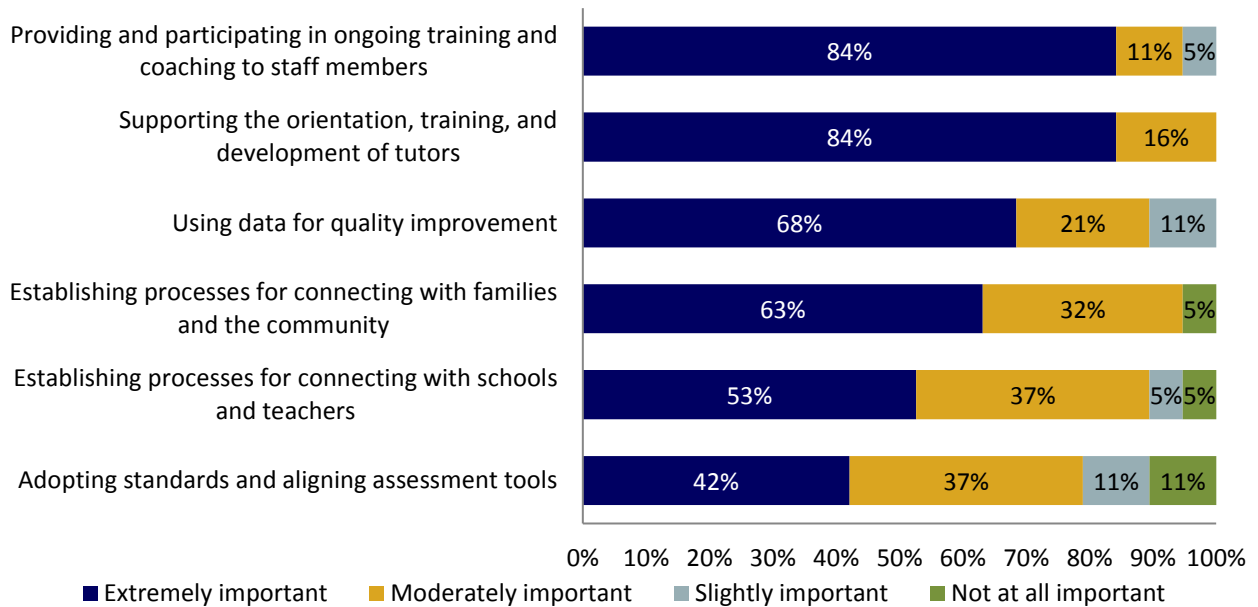 Providing and participating in ongoing training and
coaching to staff members
84% 11% 5%
Supporting the orientation, training, and
development of tutors
84% 16%
Using data for quality improvement
68% 21% 11%
Establishing processes for connecting with families
and the community
63% 32% 5%
Establishing processes for connecting with schools
and teachers
53% 37% 5% 5%
Adopting standards and aligning assessment tools
42% 37% 11% 11%
0% 10% 20% 30% 40% 50% 60% 70% 80% 90% 100%
Extremely important Moderately important Slightly important Not at all important